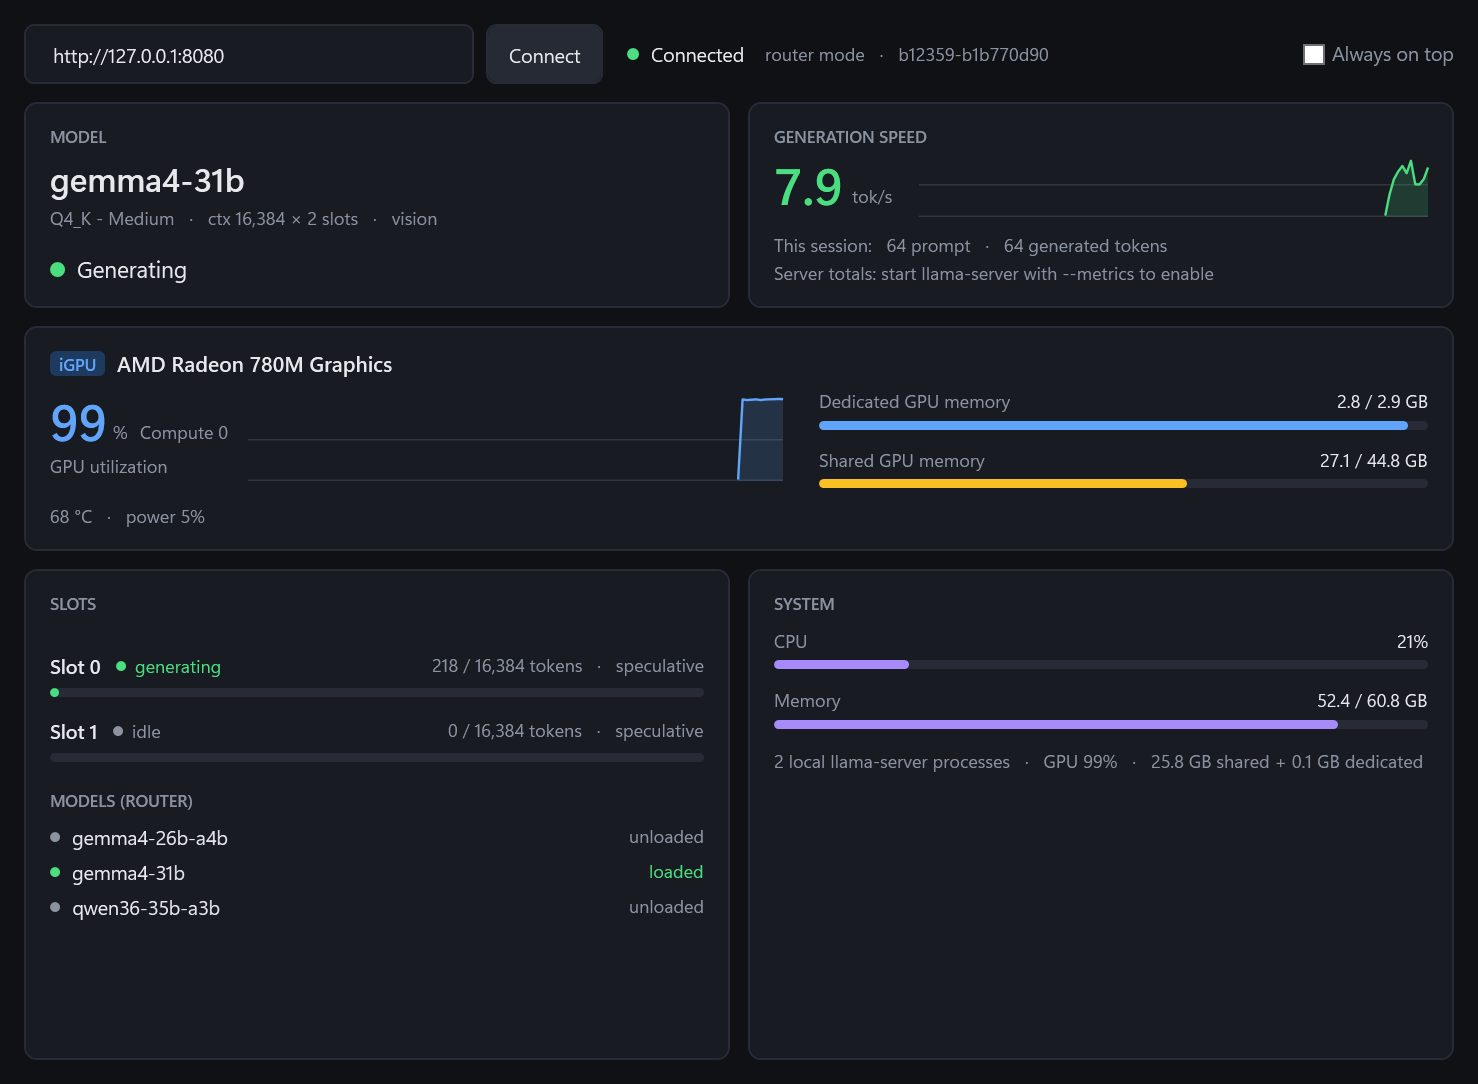 http://127.0.0.1:8080
Connect
Connected router mode · b12359-b1b770d90
Always on top
MODEL
gemma4-31b
Q4_K - Medium · ctx 16,384 × 2 slots · vision
Generating
GENERATION SPEED
7.9 tok/s
This session: 64 prompt · 64 generated tokens
Server totals: start llama-server with --metrics to enable
iGPU AMD Radeon 780M Graphics
99 % Compute 0
GPU utilization
68 °C · power 5%
Dedicated GPU memory 2.8 / 2.9 GB
Shared GPU memory 27.1 / 44.8 GB
SLOTS
Slot 0 generating 218 / 16,384 tokens · speculative
Slot 1 idle 0 / 16,384 tokens · speculative
MODELS (ROUTER)
gemma4-26b-a4b unloaded
gemma4-31b loaded
qwen36-35b-a3b unloaded
SYSTEM
CPU 21%
Memory 52.4 / 60.8 GB
2 local llama-server processes · GPU 99% · 25.8 GB shared + 0.1 GB dedicated